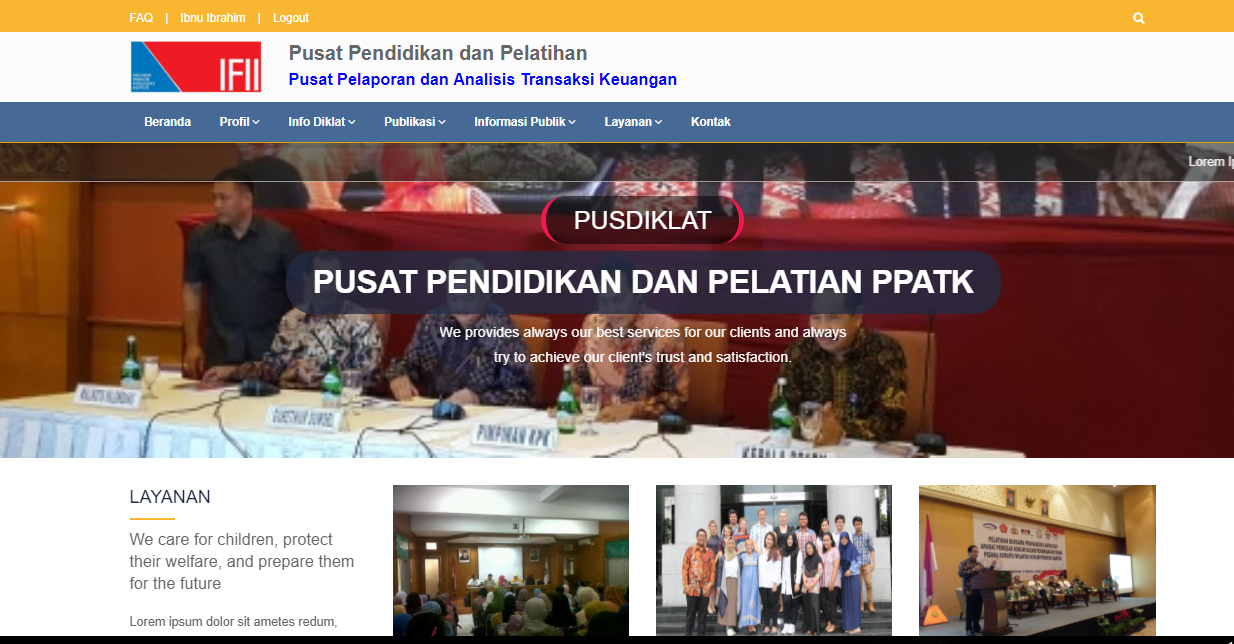 FAQ | Ibnu Ibrahim | Logout
IFII
Pusat Pendidikan dan Pelatihan
Pusat Pelaporan dan Analisis Transaksi Keuangan
Beranda Profil Info Diklat Publikasi Informasi Publik Layanan Kontak
Lorem Ip
PUSDIKLAT
PUSAT PENDIDIKAN DAN PELATIAN PPATK
We provides always our best services for our clients and always
try to achieve our client's trust and satisfaction.
WALIKOTA PALEMBANG
GUBERNUR SUMSEL
PIMPINAN KPK
KEPALA PPATK
LAYANAN
We care for children, protect
their welfare, and prepare them
for the future
Lorem ipsum dolor sit ametes redum,